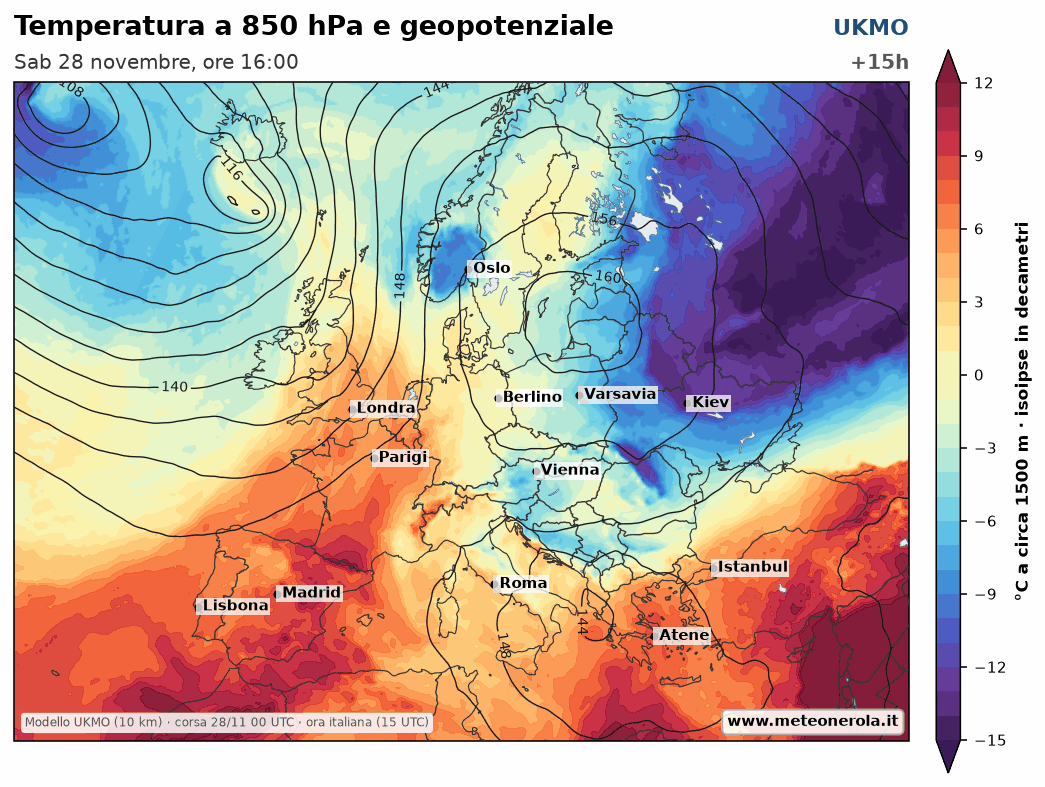 Temperatura a 850 hPa e geopotenziale
UKMO
Sab 28 novembre, ore 16:00
+15h
108
144
116
156
160
148
140
Oslo
Berlino
Varsavia
Kiev
Londra
Parigi
Vienna
Istanbul
Roma
Madrid
Lisbona
Atene
144
148
12
9
6
3
0
−3
−6
−9
−12
−15
°C a circa 1500 m · isoipse in decametri
Modello UKMO (10 km) · corsa 28/11 00 UTC · ora italiana (15 UTC)
www.meteonerola.it